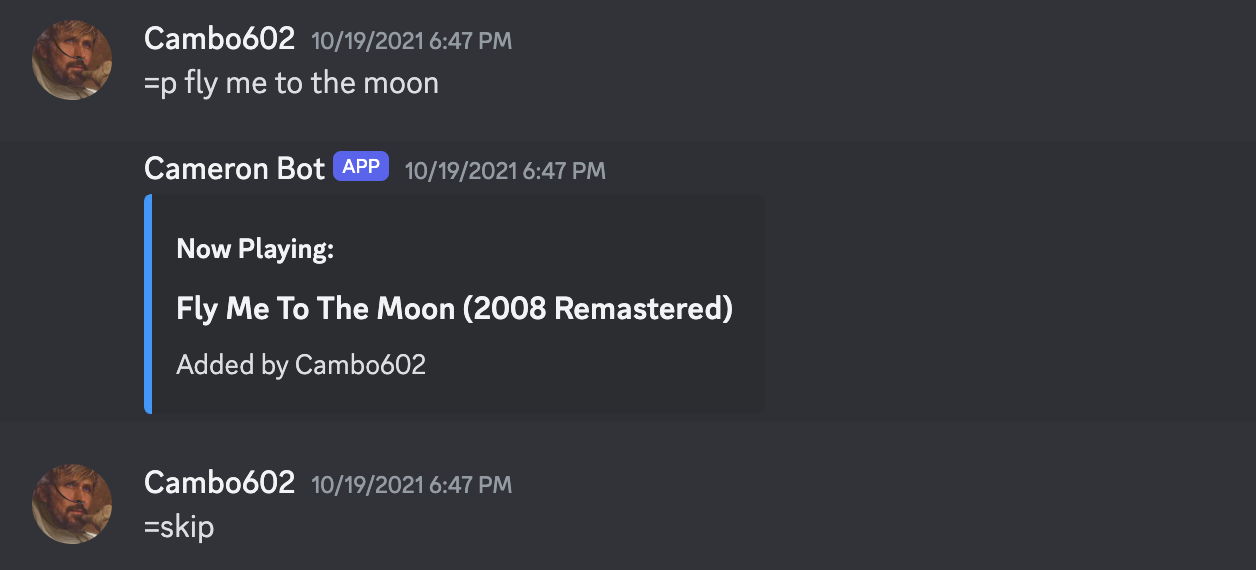 Cambo602 10/19/2021 6:47 PM
=p fly me to the moon
Cameron Bot APP 10/19/2021 6:47 PM
Now Playing:
Fly Me To The Moon (2008 Remastered)
Added by Cambo602
Cambo602 10/19/2021 6:47 PM
=skip